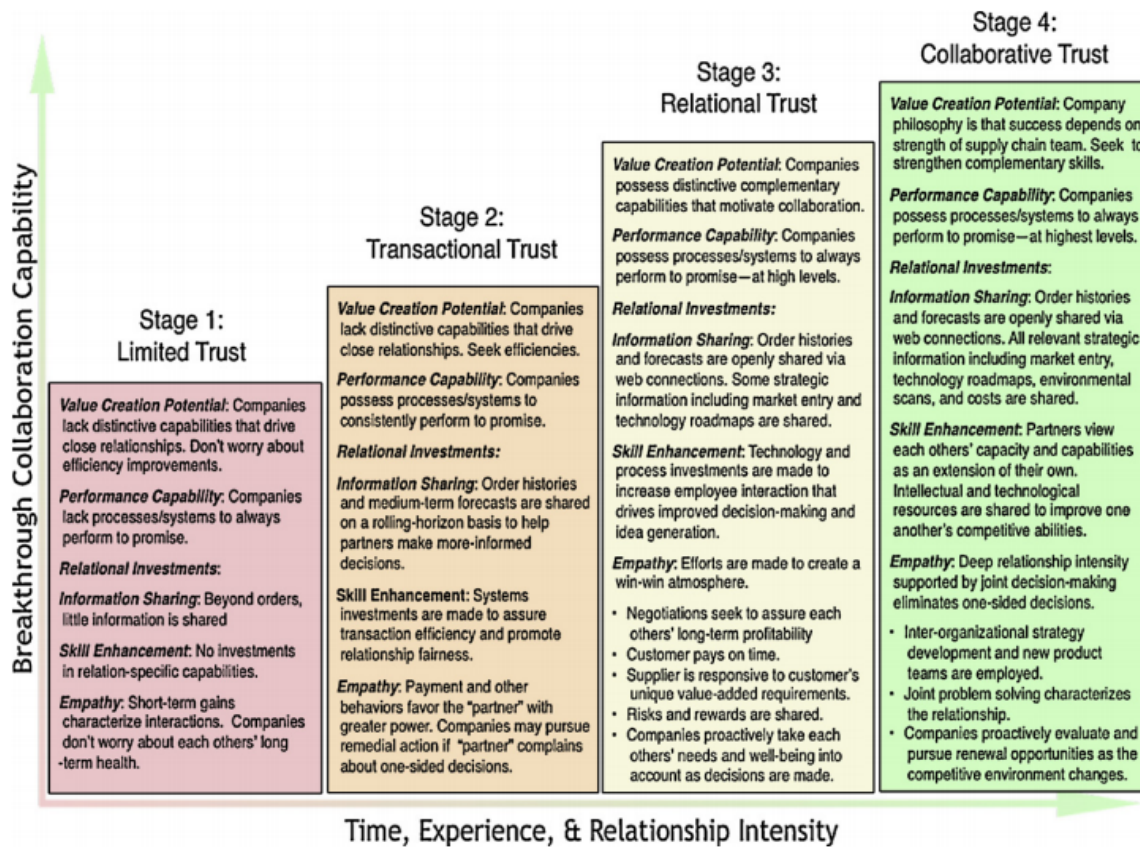 Breakthrough Collaboration Capability
Stage 1:
Limited Trust
Value Creation Potential: Companies
lack distinctive capabilities that drive
close relationships. Don't worry about
efficiency improvements.
Performance Capability: Companies
lack processes/systems to always
perform to promise.
Relational Investments:
Information Sharing: Beyond orders,
little information is shared
Skill Enhancement: No investments
in relation-specific capabilities.
Empathy: Short-term gains
characterize interactions. Companies
don't worry about each others' long
-term health.
Stage 2:
Transactional Trust
Value Creation Potential: Companies
lack distinctive capabilities that drive
close relationships. Seek efficiencies.
Performance Capability: Companies
possess processes/systems to
consistently perform to promise.
Relational Investments:
Information Sharing: Order histories
and medium-term forecasts are shared
on a rolling-horizon basis to help
partners make more-informed
decisions.
Skill Enhancement: Systems
investments are made to assure
transaction efficiency and promote
relationship fairness.
Empathy: Payment and other
behaviors favor the "partner" with
greater power. Companies may pursue
remedial action if "partner" complains
about one-sided decisions.
Stage 3:
Relational Trust
Value Creation Potential: Companies
possess distinctive complementary
capabilities that motivate collaboration.
Performance Capability: Companies
possess processes/systems to always
perform to promise—at high levels.
Relational Investments:
Information Sharing: Order histories
and forecasts are openly shared via
web connections. Some strategic
information including market entry and
technology roadmaps are shared.
Skill Enhancement: Technology and
process investments are made to
increase employee interaction that
drives improved decision-making and
idea generation.
Empathy: Efforts are made to create a
win-win atmosphere.
• Negotiations seek to assure each
others' long-term profitability
• Customer pays on time.
• Supplier is responsive to customer's
unique value-added requirements.
• Risks and rewards are shared.
• Companies proactively take each
others' needs and well-being into
account as decisions are made.
Stage 4:
Collaborative Trust
Value Creation Potential: Company
philosophy is that success depends on
strength of supply chain team. Seek to
strengthen complementary skills.
Performance Capability: Companies
possess processes/systems to always
perform to promise—at highest levels.
Relational Investments:
Information Sharing: Order histories
and forecasts are openly shared via
web connections. All relevant strategic
information including market entry,
technology roadmaps, environmental
scans, and costs are shared.
Skill Enhancement: Partners view
each others' capacity and capabilities
as an extension of their own.
Intellectual and technological
resources are shared to improve one
another's competitive abilities.
Empathy: Deep relationship intensity
supported by joint decision-making
eliminates one-sided decisions.
• Inter-organizational strategy
development and new product
teams are employed.
• Joint problem solving characterizes
the relationship.
• Companies proactively evaluate and
pursue renewal opportunities as the
competitive environment changes.
Time, Experience, & Relationship Intensity